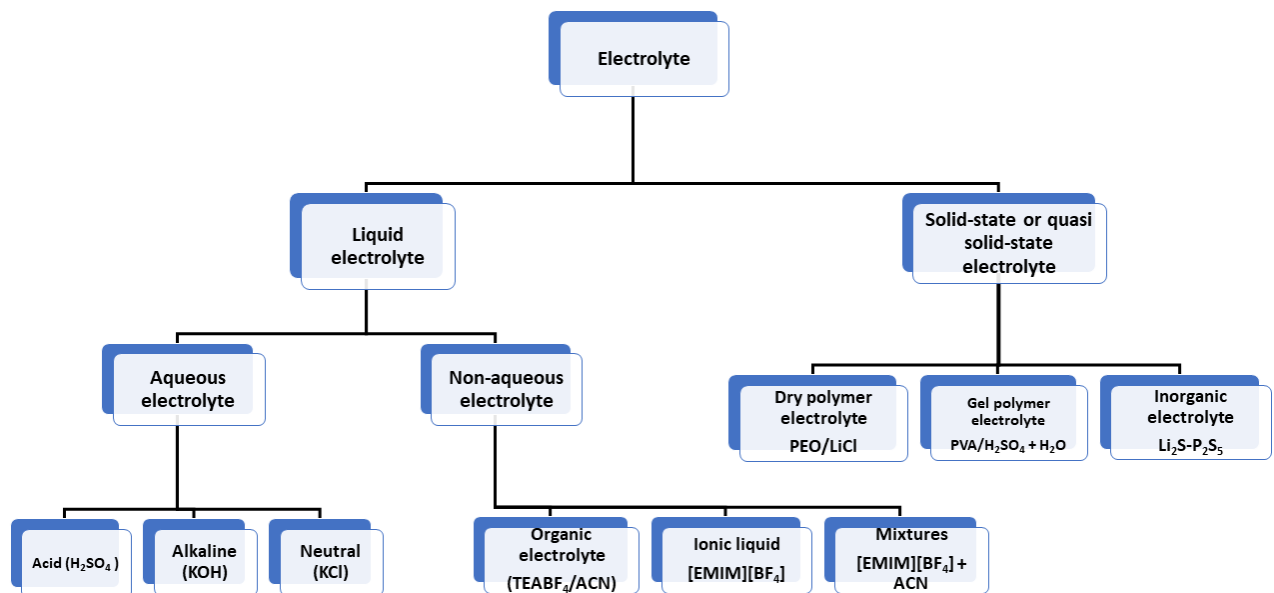 Electrolyte
Liquid
electrolyte
Solid-state or quasi
solid-state
electrolyte
Aqueous
electrolyte
Non-aqueous
electrolyte
Dry polymer
electrolyte
PEO/LiCl
Gel polymer
electrolyte
PVA/H₂SO₄ + H₂O
Inorganic
electrolyte
Li₂S-P₂S₅
Acid (H₂SO₄)
Alkaline
(KOH)
Neutral
(KCl)
Organic
electrolyte
(TEABF₄/ACN)
Ionic liquid
[EMIM][BF₄]
Mixtures
[EMIM][BF₄] +
ACN